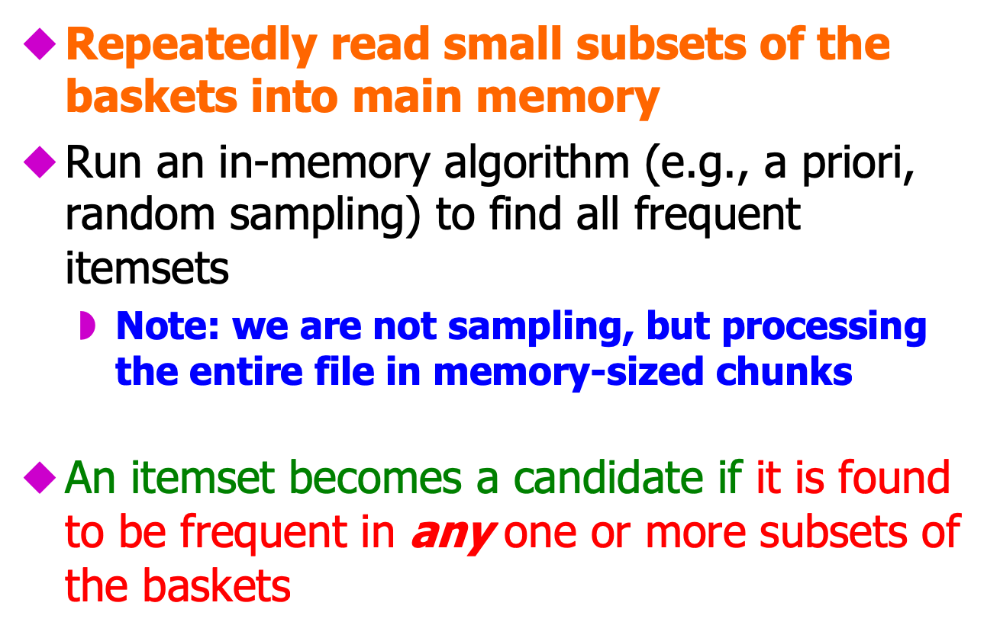 Repeatedly read small subsets of the
baskets into main memory
Run an in-memory algorithm (e.g., a priori,
random sampling) to find all frequent
itemsets
Note: we are not sampling, but processing
the entire file in memory-sized chunks
An itemset becomes a candidate if it is found
to be frequent in any one or more subsets of
the baskets